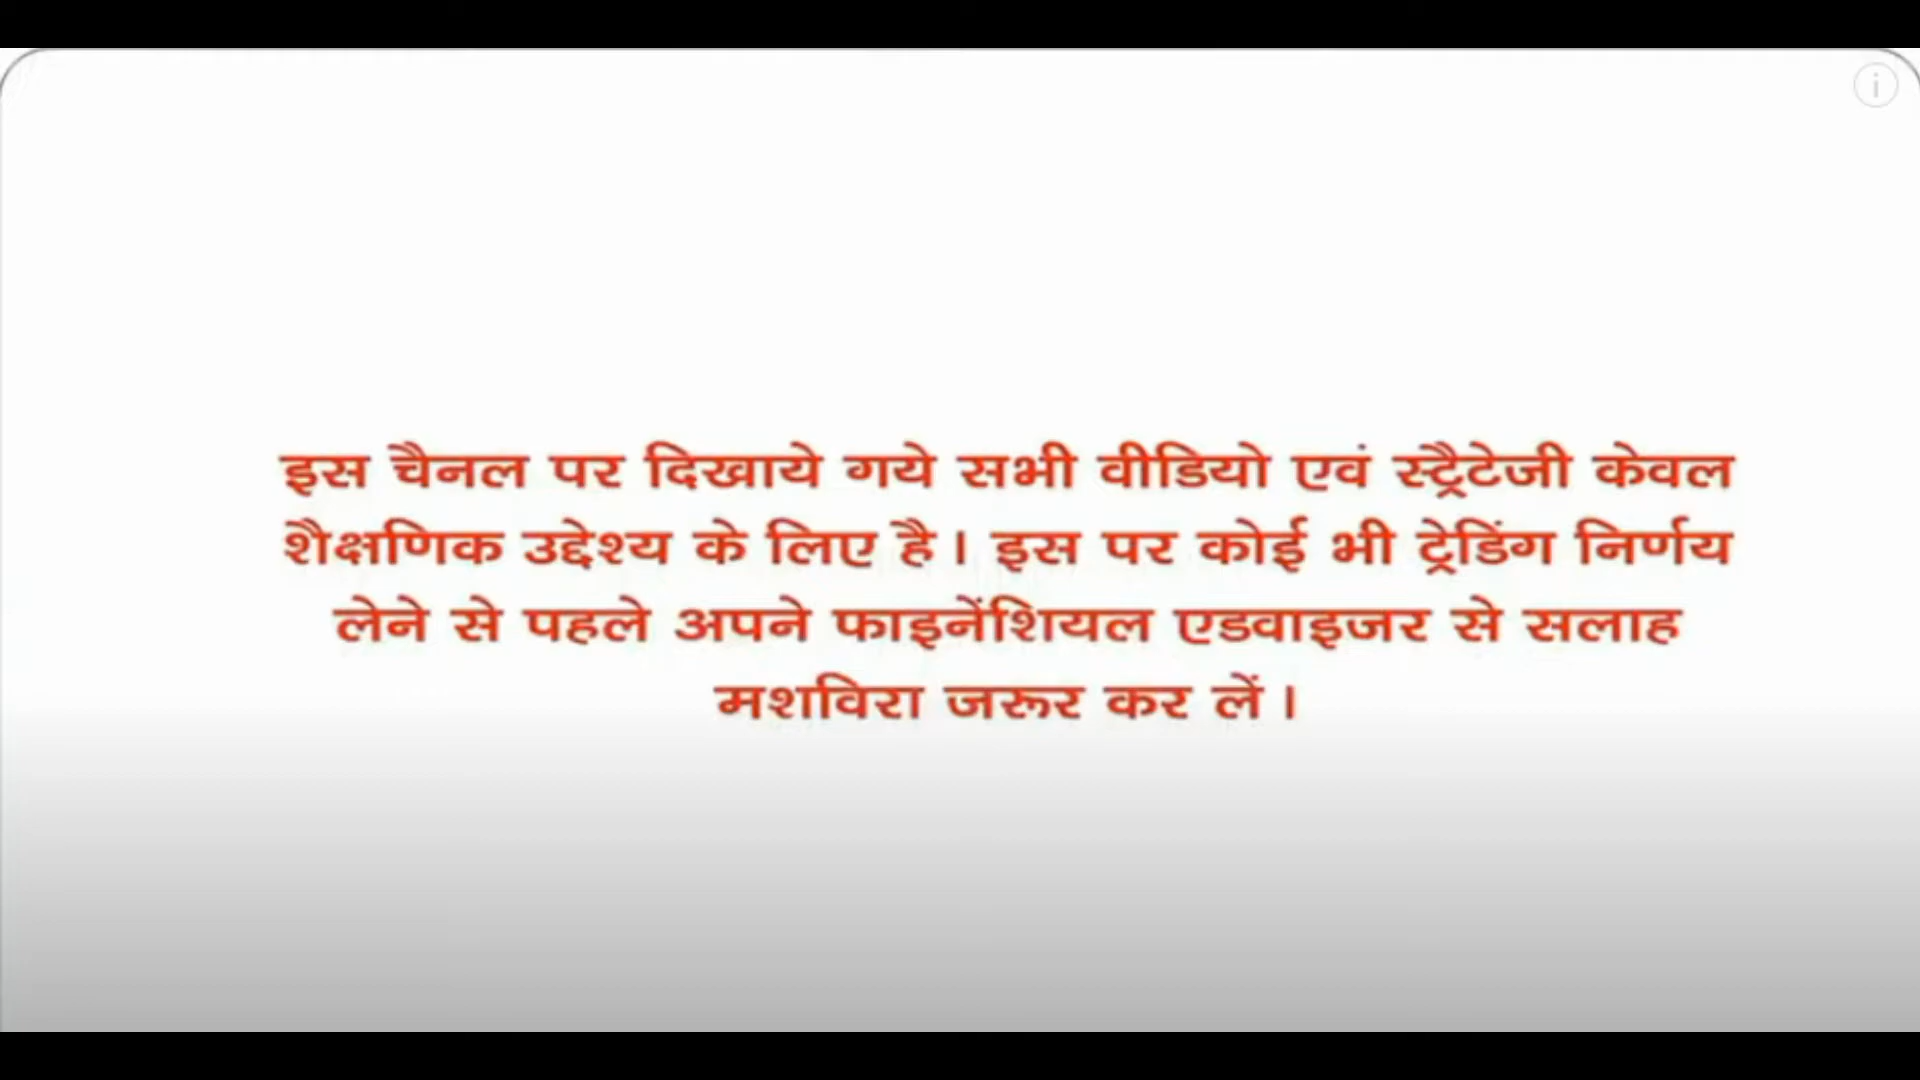 इस चैनल पर दिखाये गये सभी वीडियो एवं स्ट्रैटेजी केवल
शैक्षणिक उद्देश्य के लिए है। इस पर कोई भी ट्रेडिंग निर्णय
लेने से पहले अपने फाइनेंशियल एडवाइजर से सलाह
मशविरा जरूर कर लें।